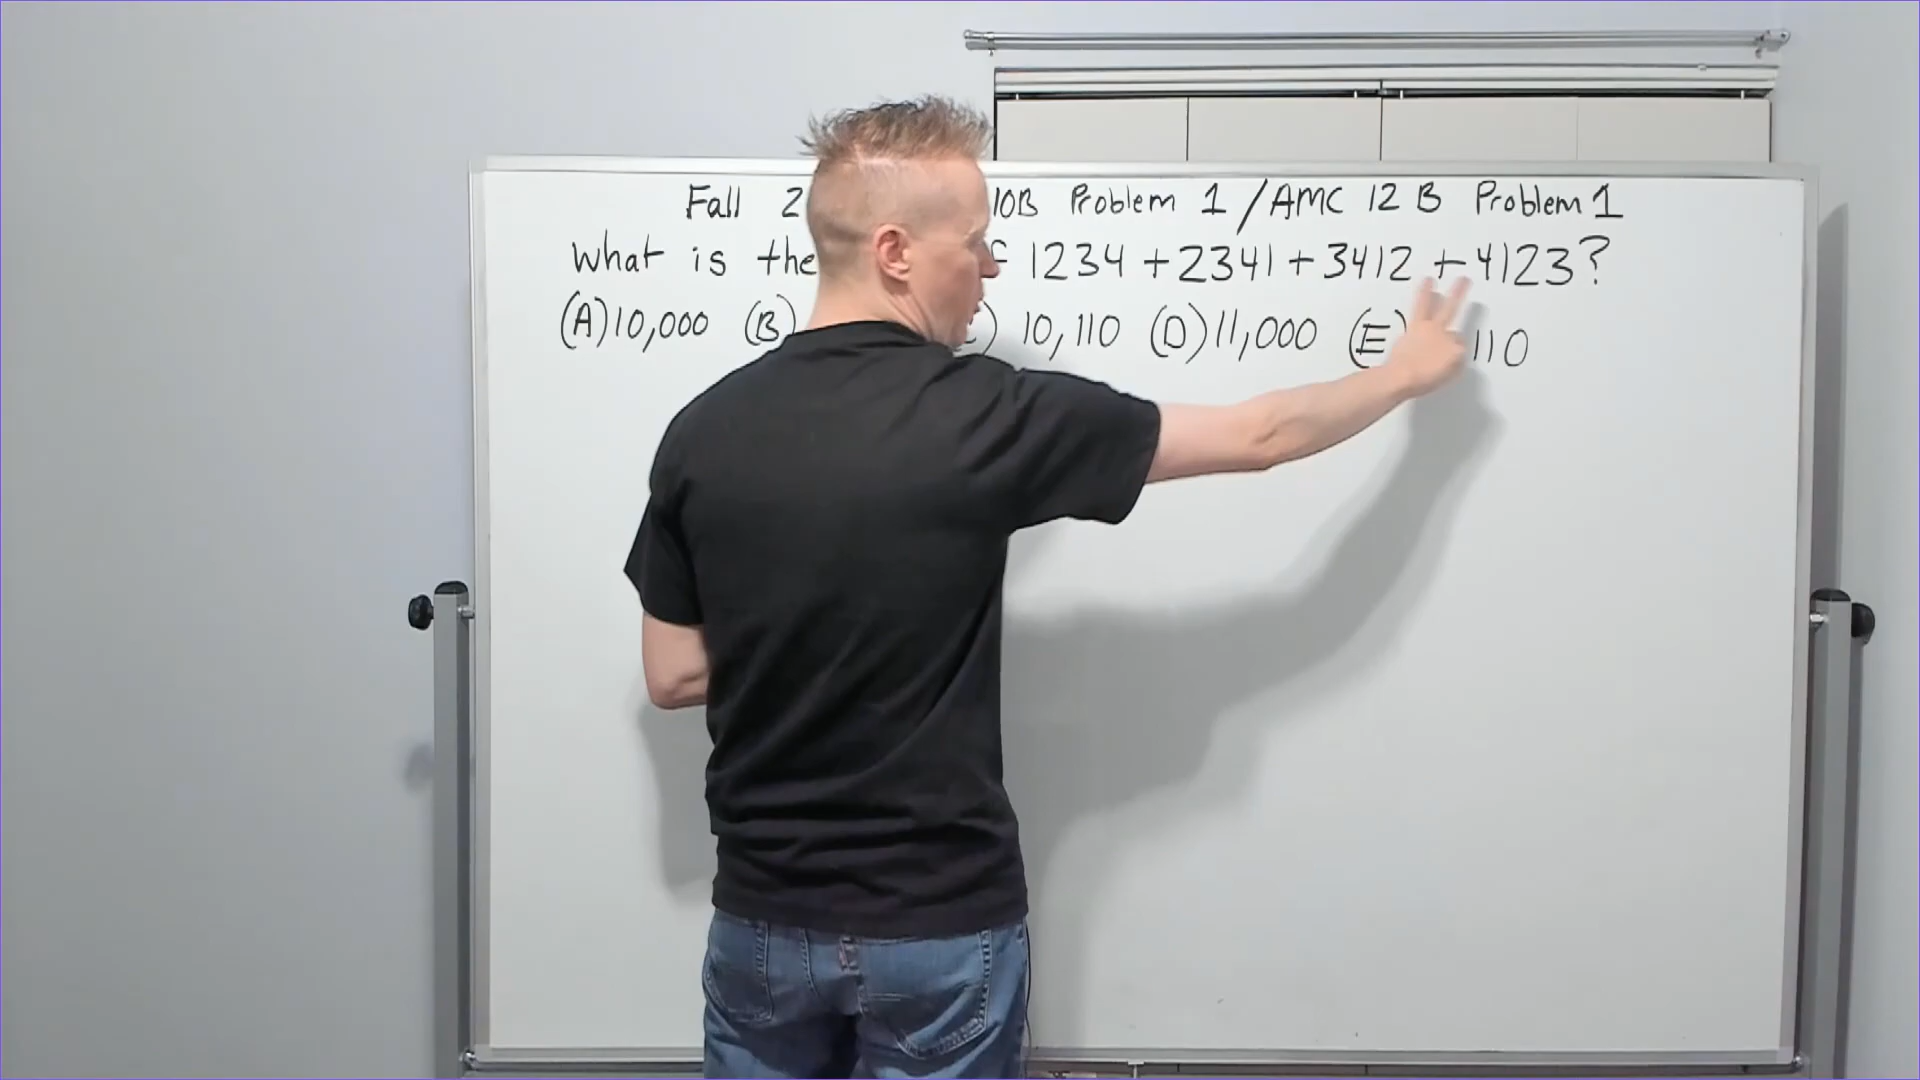 Fall 2 10B Problem 1 / AMC 12 B Problem 1
What is the 1234 + 2341 + 3412 + 4123?
(A) 10,000 (B) 10,110 (D) 11,000 (E) 110